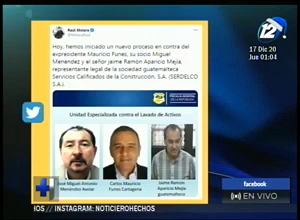 Raúl Melara
Hoy, hemos iniciado un nuevo proceso en contra del
expresidente Mauricio Funes, su socio Miguel
Menéndez y el señor Jaime Ramón Aparicio Mejía,
representante legal de la sociedad guatemalteca
Servicios Calificados de la Construcción, S.A. (SERDELCO
S.A.).
12
17 Dic 20
Jue 01:04
Unidad Especializada contra el Lavado de Activos
José Miguel Antonio
Menéndez Avelar
Carlos Mauricio
Funes Cartagena
Jaime Ramón
Aparicio Mejía
guatemalteco
facebook
EN VIVO
IOS // INSTAGRAM: NOTICIEROHECHOS